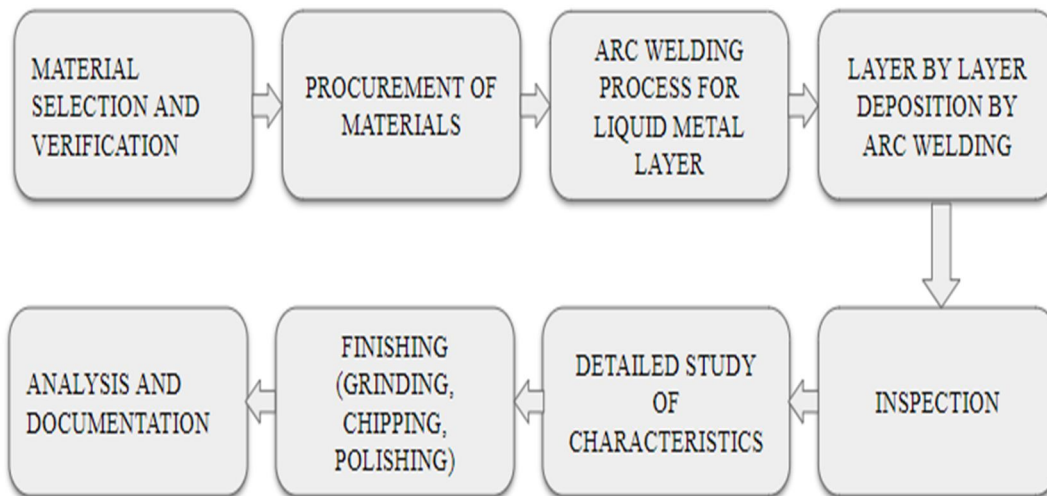 MATERIAL
SELECTION AND
VERIFICATION
PROCUREMENT OF
MATERIALS
ARC WELDING
PROCESS FOR
LIQUID METAL
LAYER
LAYER BY LAYER
DEPOSITION BY
ARC WELDING
INSPECTION
DETAILED STUDY
OF
CHARACTERISTICS
FINISHING
(GRINDING,
CHIPPING,
POLISHING)
ANALYSIS AND
DOCUMENTATION